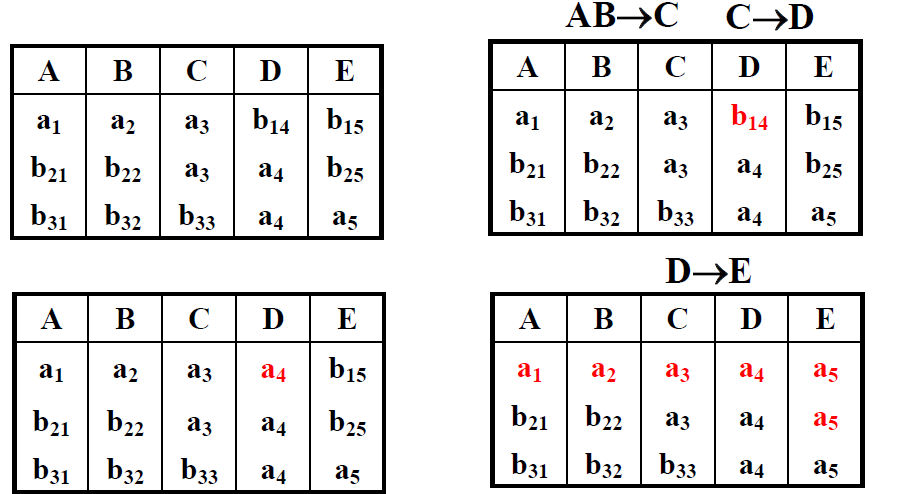 AB→C C→D
A B C D E
a₁ a₂ a₃ b₁₄ b₁₅
b₂₁ b₂₂ a₃ a₄ b₂₅
b₃₁ b₃₂ b₃₃ a₄ a₅
A B C D E
a₁ a₂ a₃ b₁₄ b₁₅
b₂₁ b₂₂ a₃ a₄ b₂₅
b₃₁ b₃₂ b₃₃ a₄ a₅
D→E
A B C D E
a₁ a₂ a₃ a₄ b₁₅
b₂₁ b₂₂ a₃ a₄ b₂₅
b₃₁ b₃₂ b₃₃ a₄ a₅
A B C D E
a₁ a₂ a₃ a₄ a₅
b₂₁ b₂₂ a₃ a₄ a₅
b₃₁ b₃₂ b₃₃ a₄ a₅